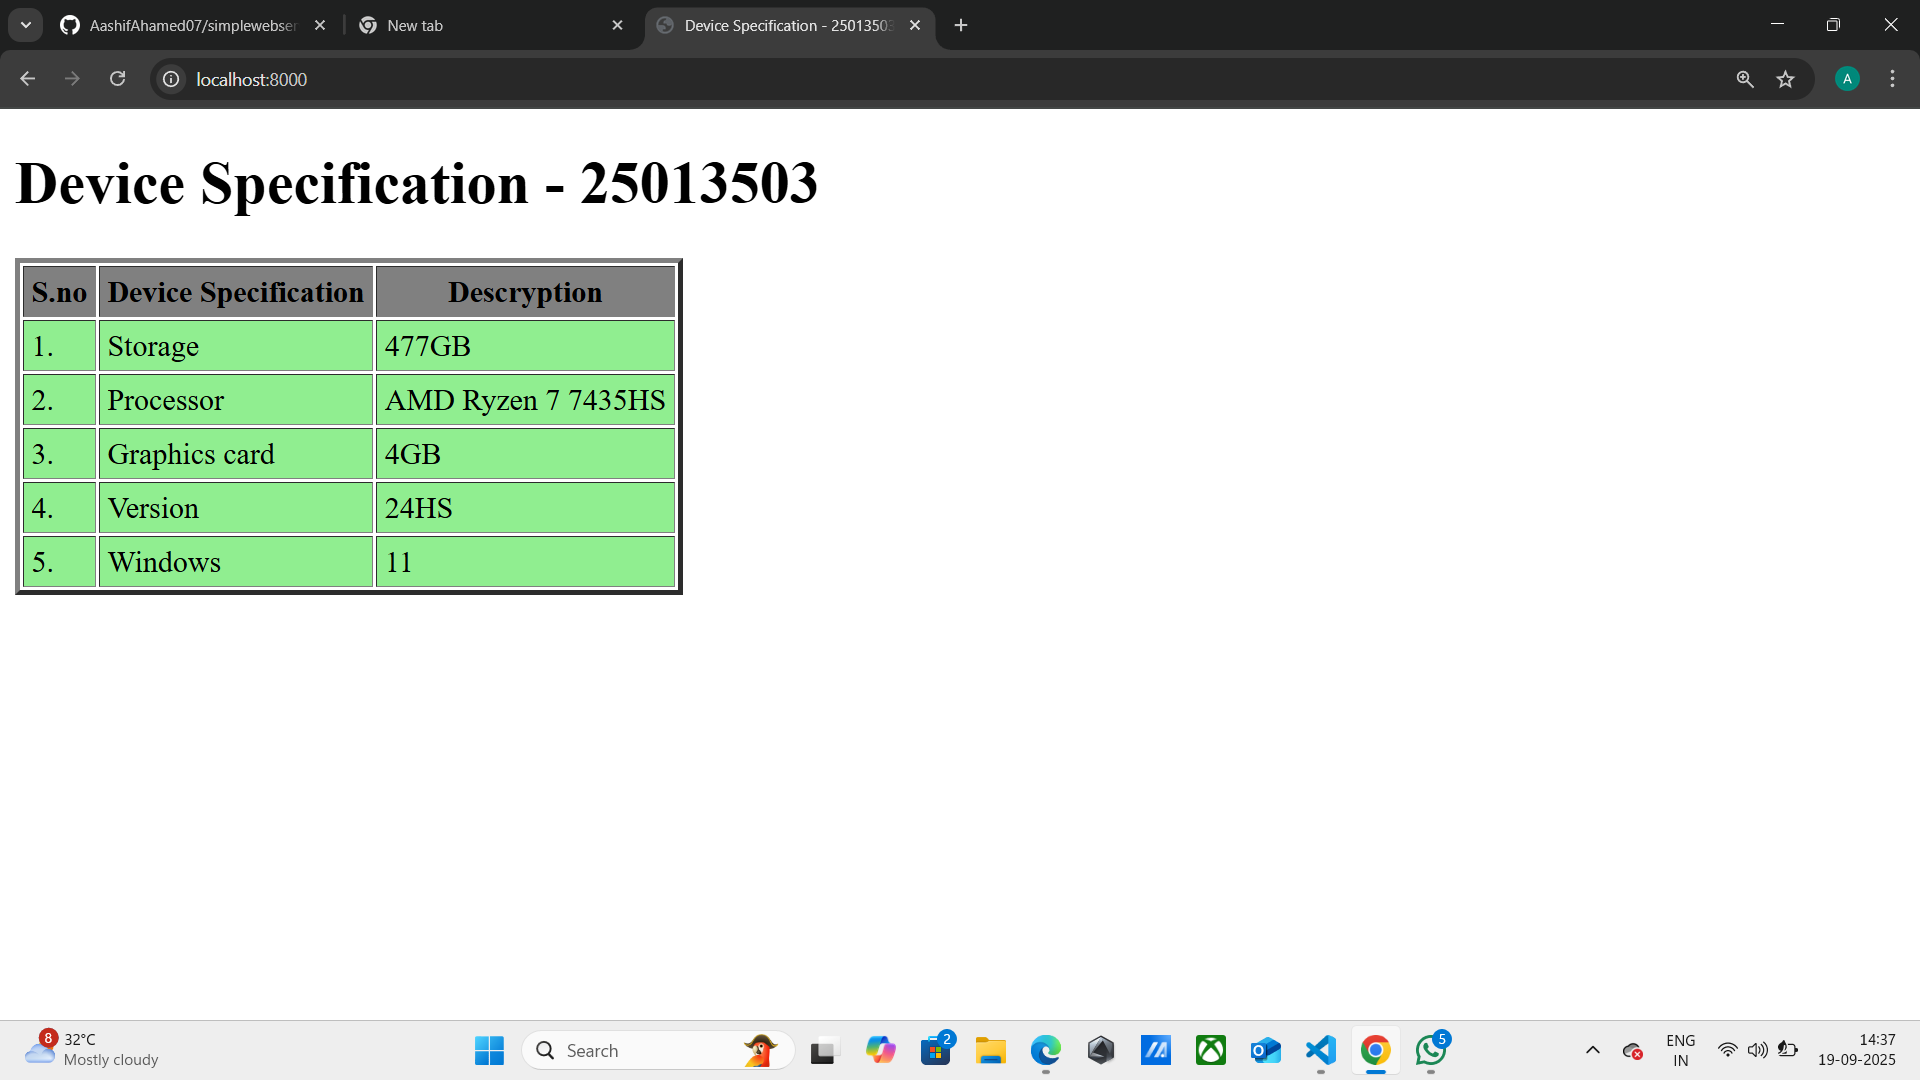 AashifAhamed07/simplewebser
New tab
Device Specification - 25013503
localhost:8000
A
Device Specification - 25013503
S.no Device Specification Descryption
1. Storage 477GB
2. Processor AMD Ryzen 7 7435HS
3. Graphics card 4GB
4. Version 24HS
5. Windows 11
8
32°C
Mostly cloudy
Search
2
5
ENG
IN
14:37
19-09-2025